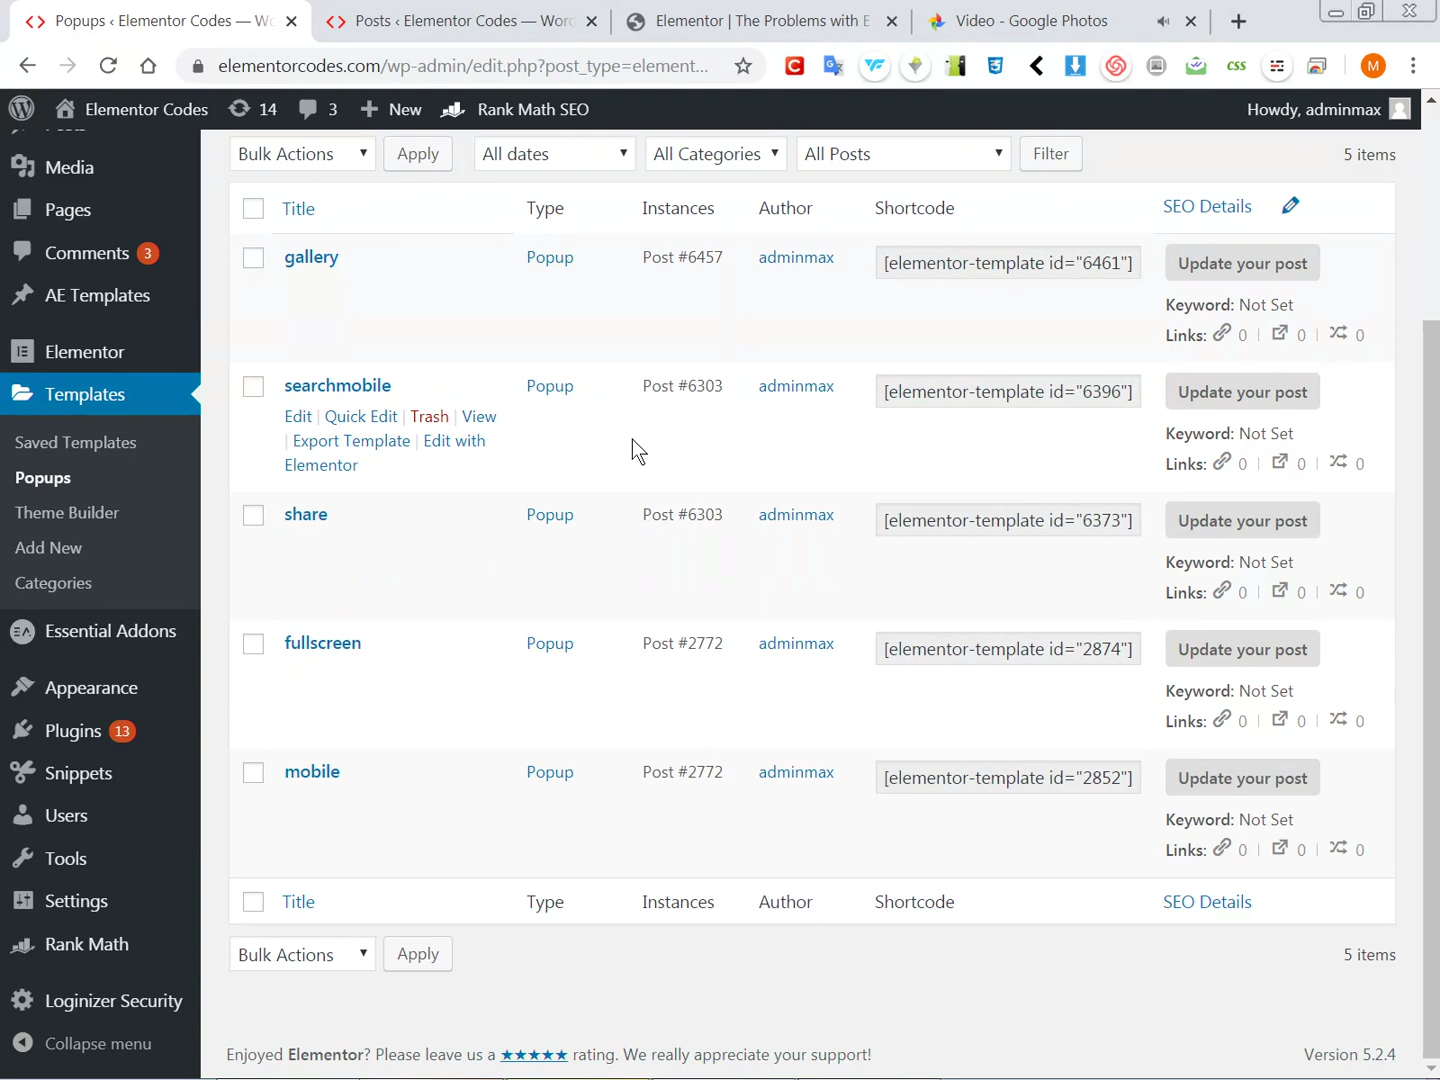 Popups ‹ Elementor Codes — Wo
Posts ‹ Elementor Codes — Word
Elementor | The Problems with E
Video - Google Photos
elementorcodes.com/wp-admin/edit.php?post_type=element...
css
M
Elementor Codes
14
3
New
Rank Math SEO
Howdy, adminmax
Media
Pages
Comments 3
AE Templates
Elementor
Templates
Saved Templates
Popups
Theme Builder
Add New
Categories
Essential Addons
Appearance
Plugins 13
Snippets
Users
Tools
Settings
Rank Math
Loginizer Security
Collapse menu
Bulk Actions Apply All dates All Categories All Posts Filter 5 items
Title Type Instances Author Shortcode SEO Details
gallery Popup Post #6457 adminmax [elementor-template id="6461"] Update your post
Keyword: Not Set
Links: 0 | 0 | 0
searchmobile Popup Post #6303 adminmax [elementor-template id="6396"] Update your post
Edit | Quick Edit | Trash | View
| Export Template | Edit with
Elementor
Keyword: Not Set
Links: 0 | 0 | 0
share Popup Post #6303 adminmax [elementor-template id="6373"] Update your post
Keyword: Not Set
Links: 0 | 0 | 0
fullscreen Popup Post #2772 adminmax [elementor-template id="2874"] Update your post
Keyword: Not Set
Links: 0 | 0 | 0
mobile Popup Post #2772 adminmax [elementor-template id="2852"] Update your post
Keyword: Not Set
Links: 0 | 0 | 0
Title Type Instances Author Shortcode SEO Details
Bulk Actions Apply 5 items
Enjoyed Elementor? Please leave us a ★★★★★ rating. We really appreciate your support!
Version 5.2.4